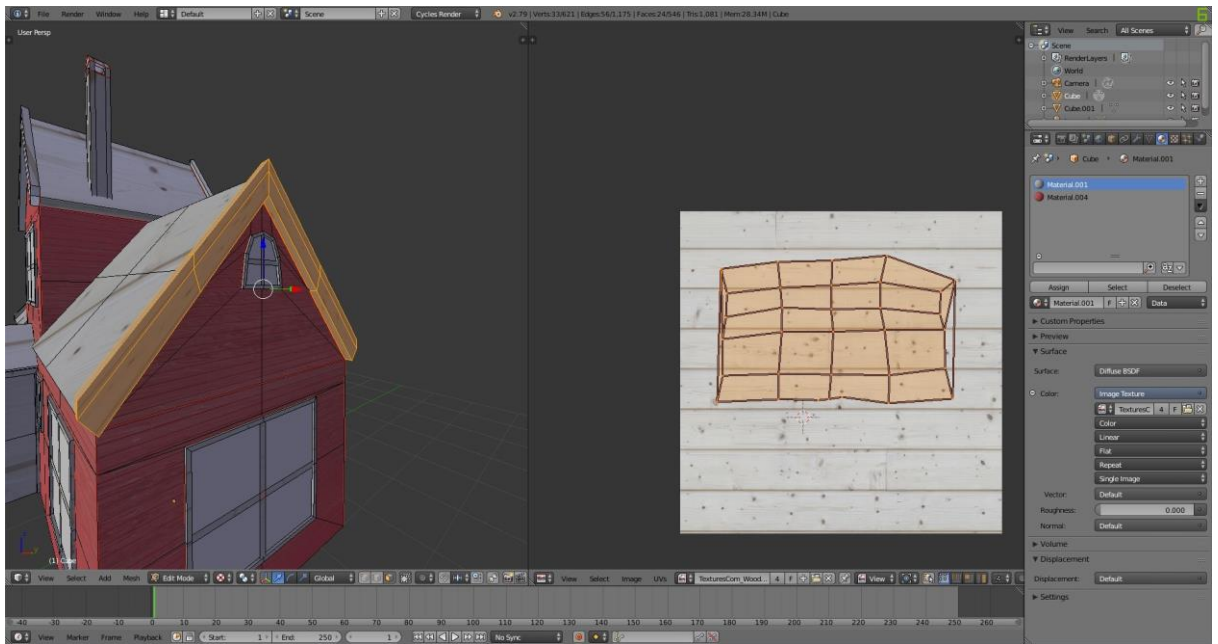 File Render Window Help Default Scene Cycles Render v2.79 | Verts:33/621 | Edges:56/1,175 | Faces:24/546 | Tris:1,081 | Mem:28.34M | Cube
6
User Persp
View Search All Scenes
Scene
RenderLayers
World
Camera
Cube
Cube.001
Cube Material.001
Material.001
Material.004
Assign Select Deselect
Material.001 F Data
Custom Properties
Preview
Surface
Surface: Diffuse BSDF
Color: Image Texture
TexturesC 4 F
Color
Linear
Flat
Repeat
Single Image
Vector: Default
Roughness: 0.000
Normal: Default
Volume
Displacement
Displacement: Default
Settings
(1) Cube
View Select Add Mesh Edit Mode Global
View Select Image UVs TexturesCom_Wood... 4 F View
-40 -30 -20 -10 0 10 20 30 40 50 60 70 80 90 100 110 120 130 140 150 160 170 180 190 200 210 220 230 240 250 260
View Marker Frame Playback Start: 1 End: 250 1 No Sync